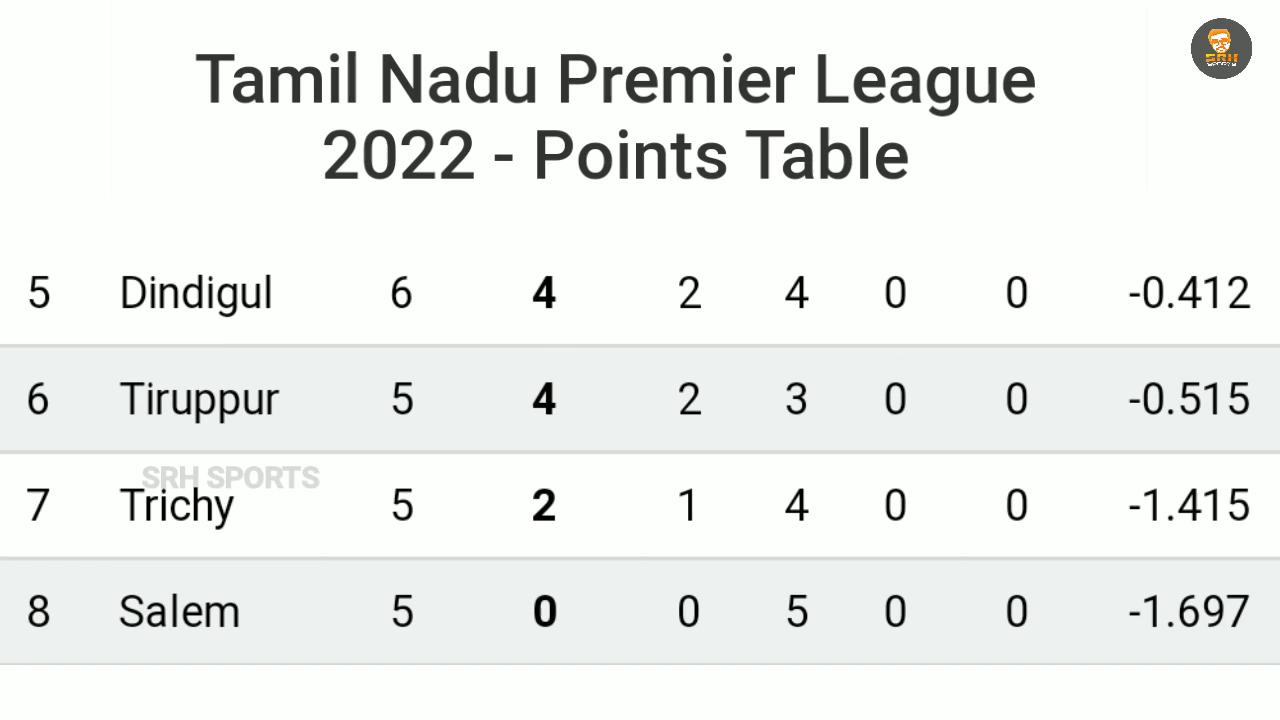 SRH
Tamil Nadu Premier League
2022 - Points Table
5 Dindigul 6 4 2 4 0 0 -0.412
6 Tiruppur 5 4 2 3 0 0 -0.515
SRH SPORTS
7 Trichy 5 2 1 4 0 0 -1.415
8 Salem 5 0 0 5 0 0 -1.697